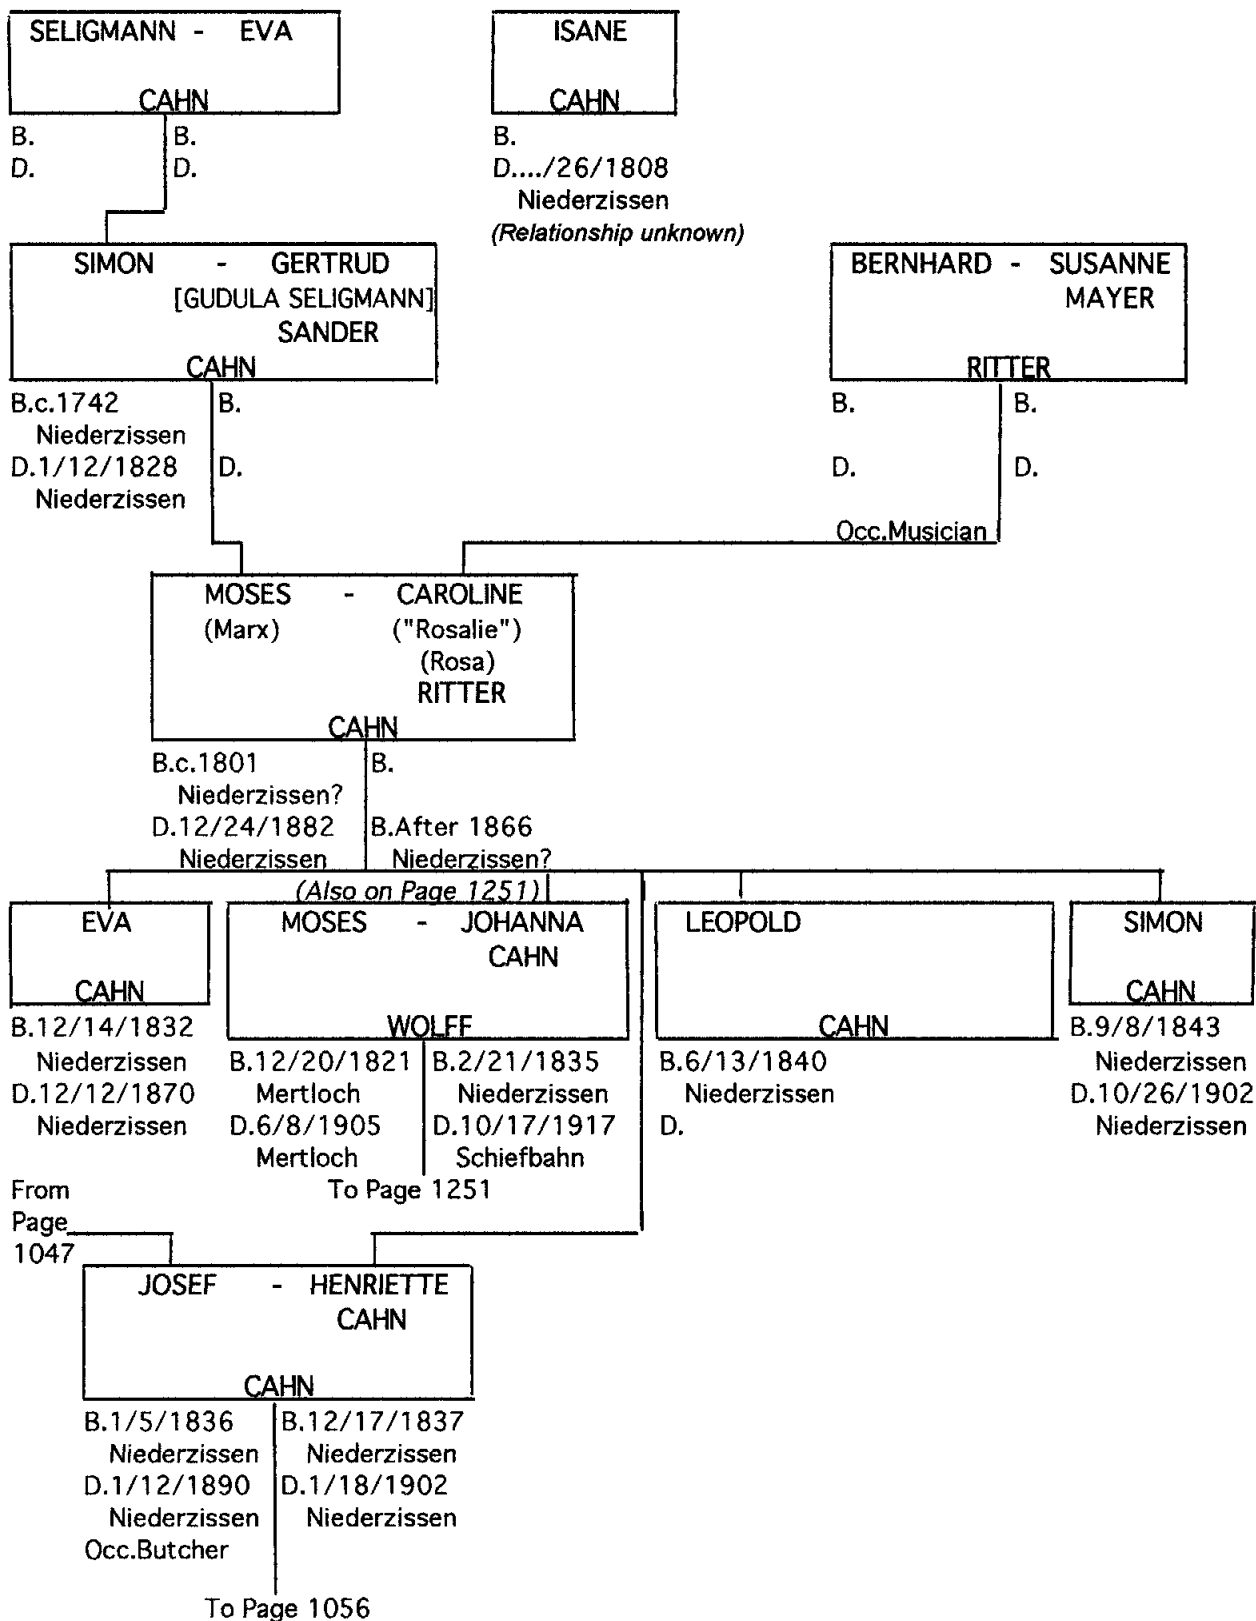 SELIGMANN - EVA
CAHN
B. B.
D. D.
ISANE
CAHN
B.
D..../26/1808
Niederzissen
(Relationship unknown)
SIMON - GERTRUD
[GUDULA SELIGMANN]
SANDER
CAHN
B.c.1742 B.
Niederzissen
D.1/12/1828 D.
Niederzissen
BERNHARD - SUSANNE
MAYER
RITTER
B. B.
D. D.
Occ.Musician
MOSES - CAROLINE
(Marx) ("Rosalie")
(Rosa)
RITTER
CAHN
B.c.1801 B.
Niederzissen?
D.12/24/1882 B.After 1866
Niederzissen Niederzissen?
(Also on Page 1251)
EVA
CAHN
B.12/14/1832
Niederzissen
D.12/12/1870
Niederzissen
MOSES - JOHANNA
CAHN
WOLFF
B.12/20/1821 B.2/21/1835
Mertloch Niederzissen
D.6/8/1905 D.10/17/1917
Mertloch Schiefbahn
To Page 1251
LEOPOLD
CAHN
B.6/13/1840
Niederzissen
D.
SIMON
CAHN
B.9/8/1843
Niederzissen
D.10/26/1902
Niederzissen
From
Page
1047
JOSEF - HENRIETTE
CAHN
CAHN
B.1/5/1836 B.12/17/1837
Niederzissen Niederzissen
D.1/12/1890 D.1/18/1902
Niederzissen Niederzissen
Occ.Butcher
To Page 1056